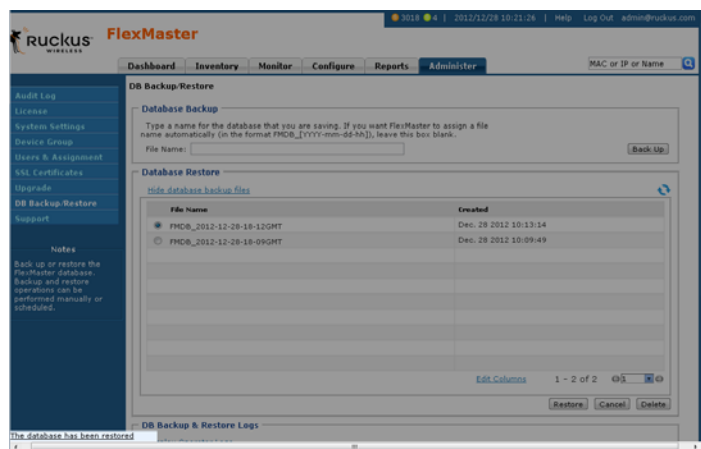 3018 4 | 2012/12/28 10:21:26 | Help Log Out admin@ruckus.com
Ruckus
WIRELESS
FlexMaster
Dashboard Inventory Monitor Configure Reports Administer
MAC or IP or Name
Audit Log
License
System Settings
Device Group
Users & Assignment
SSL Certificates
Upgrade
DB Backup/Restore
Support
Notes
Back up or restore the
FlexMaster database.
Backup and restore
operations can be
performed manually or
scheduled.
DB Backup/Restore
Database Backup
Type a name for the database that you are saving. If you want FlexMaster to assign a file
name automatically (in the format FMDB_[YYYY-mm-dd-hh]), leave this box blank.
File Name:
Back Up
Database Restore
Hide database backup files
File Name Created
FMDB_2012-12-28-18-12GMT Dec. 28 2012 10:13:14
FMDB_2012-12-28-18-09GMT Dec. 28 2012 10:09:49
Edit Columns 1 - 2 of 2 1
Restore Cancel Delete
DB Backup & Restore Logs
The database has been restored